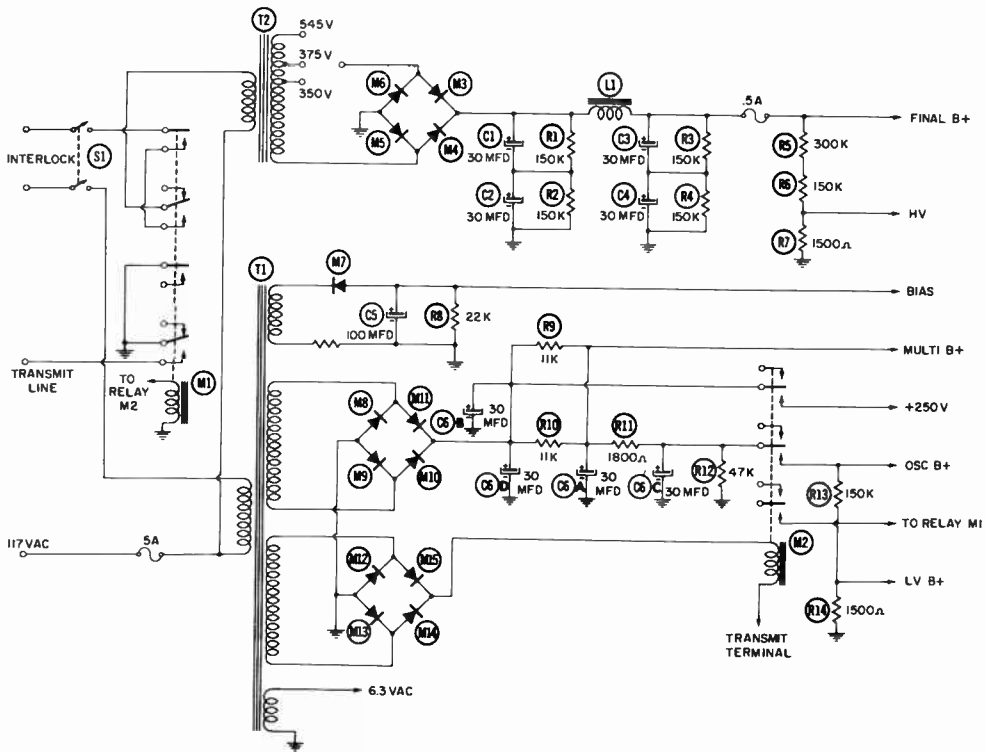 T2
545 V
375 V
350V
M6
M3
M5
M4
L1
.5A
FINAL B+
C1
30 MFD
R1
150K
C3
30 MFD
R3
150K
R5
300K
C2
30 MFD
R2
150K
C4
30 MFD
R4
150K
R6
150K
HV
R7
1500Ω
INTERLOCK
S1
T1
M7
BIAS
C5
100 MFD
R8
22 K
R9
11K
MULTI B+
TRANSMIT
LINE
TO
RELAY
M2
M1
M8
M11
M9
M10
C6 B
30
MFD
+250V
R10
11K
R11
1800Ω
R12
47K
OSC B+
C6 D
30
MFD
C6 A
30
MFD
C6 C
30 MFD
R13
150K
TO RELAY M1
117 VAC
5A
M12
M15
M13
M14
M2
LV B+
R14
1500Ω
TRANSMIT
TERMINAL
6.3 VAC